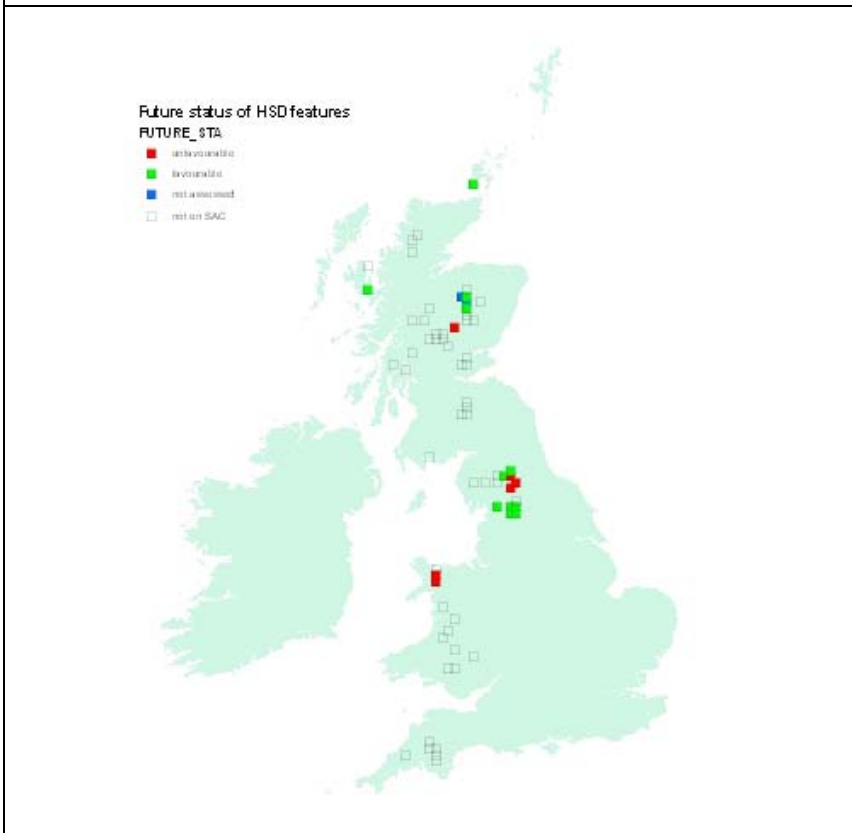 Future status of HSD features
FUTURE_STA
unfavourable
favourable
not assessed
not on SAC